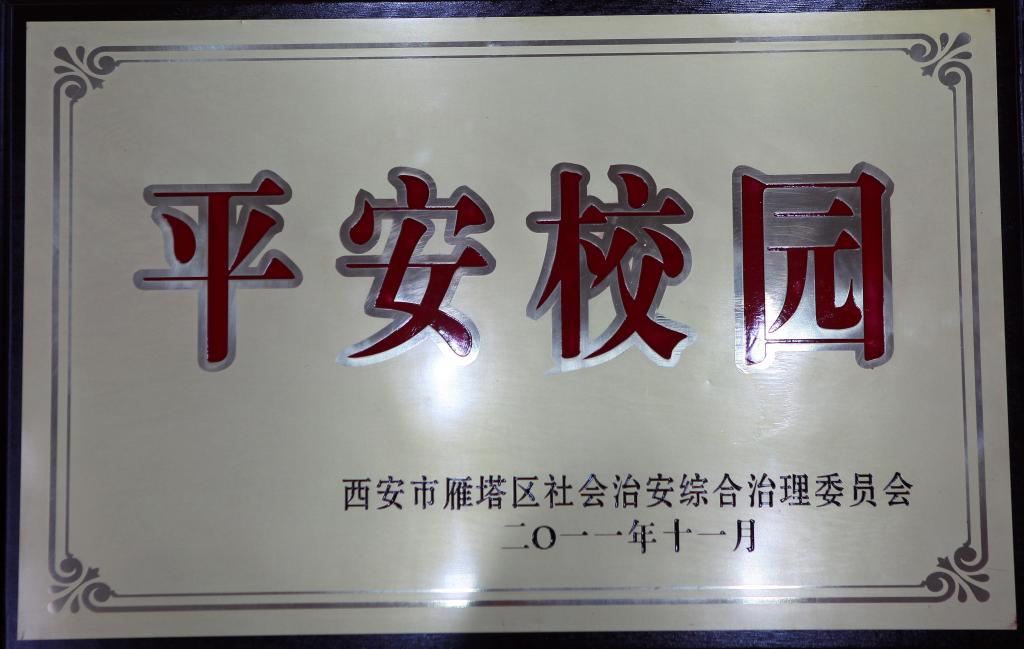 平安校园
西安市雁塔区社会治安综合治理委员会
二〇一一年十一月